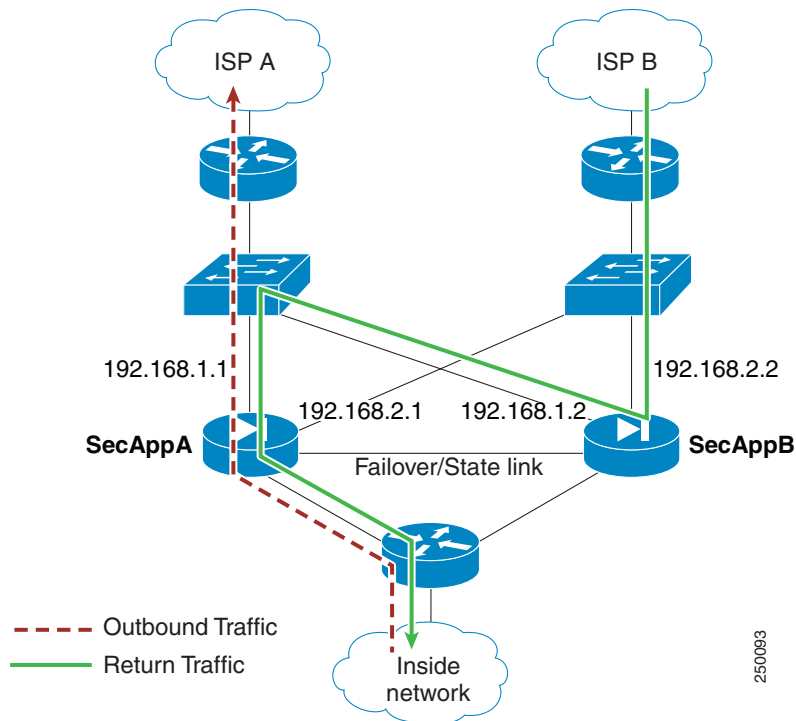 ISP A
ISP B
192.168.1.1
192.168.2.2
192.168.2.1
192.168.1.2
SecAppA
SecAppB
Failover/State link
Outbound Traffic
Return Traffic
Inside
network
250093